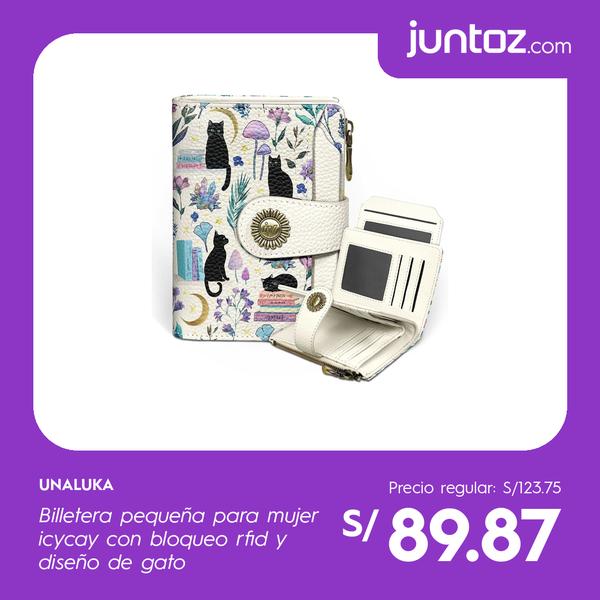 juntoz.com
UNALUKA
Billetera pequeña para mujer
icycay con bloqueo rfid y
diseño de gato
Precio regular: S/123.75
S/ 89.87